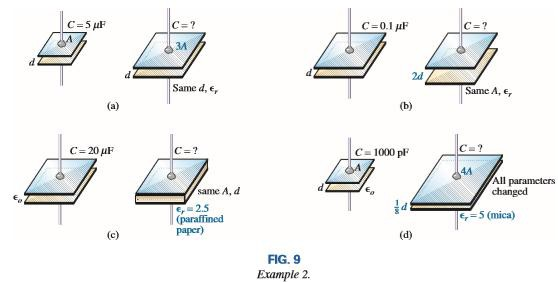 C = 5 μF
A
d
C = ?
3A
d
Same d, ϵr
(a)
C = 0.1 μF
d
C = ?
2d
Same A, ϵr
(b)
C = 20 μF
ϵo
C = ?
same A, d
ϵr = 2.5
(paraffined
paper)
(c)
C = 1000 pF
A
d
ϵo
C = ?
4A
All parameters
changed
1/8 d
ϵr = 5 (mica)
(d)
FIG. 9
Example 2.